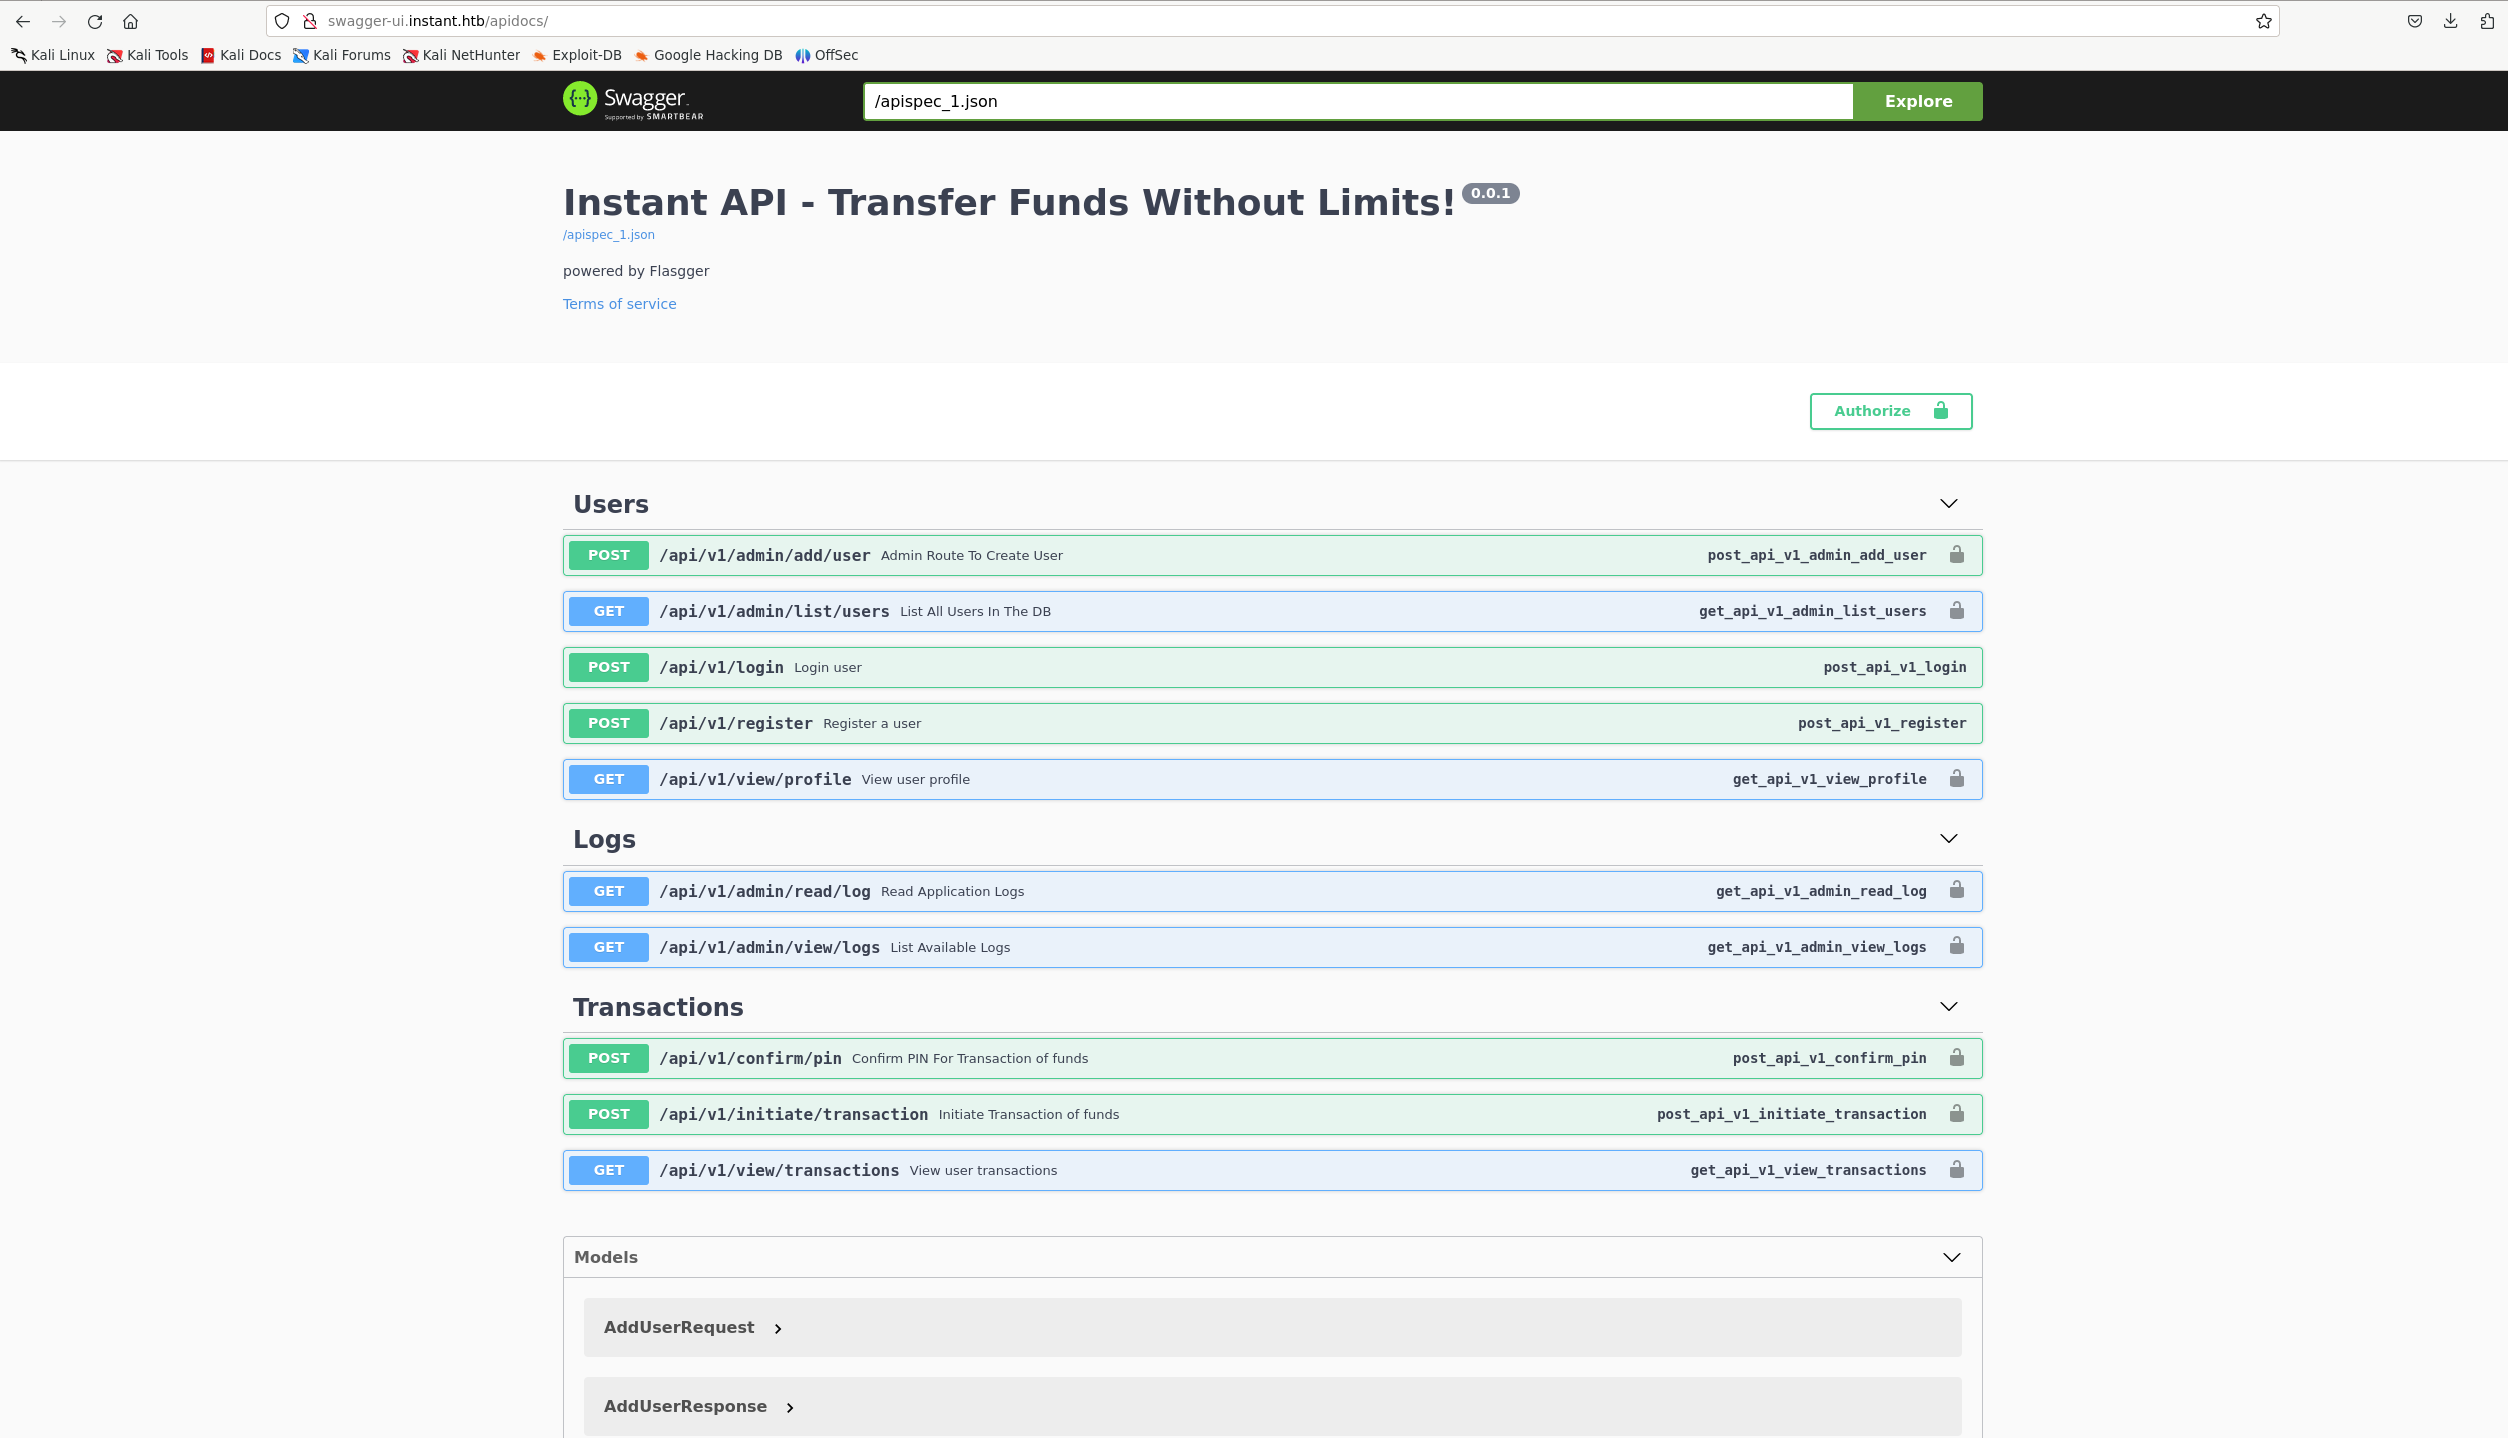 swagger-ui.instant.htb/apidocs/
Kali Linux Kali Tools Kali Docs Kali Forums Kali NetHunter Exploit-DB Google Hacking DB OffSec
Swagger
Supported by SMARTBEAR
/apispec_1.json
Explore
Instant API - Transfer Funds Without Limits! 0.0.1
/apispec_1.json
powered by Flasgger
Terms of service
Authorize
Users
POST /api/v1/admin/add/user Admin Route To Create User post_api_v1_admin_add_user
GET /api/v1/admin/list/users List All Users In The DB get_api_v1_admin_list_users
POST /api/v1/login Login user post_api_v1_login
POST /api/v1/register Register a user post_api_v1_register
GET /api/v1/view/profile View user profile get_api_v1_view_profile
Logs
GET /api/v1/admin/read/log Read Application Logs get_api_v1_admin_read_log
GET /api/v1/admin/view/logs List Available Logs get_api_v1_admin_view_logs
Transactions
POST /api/v1/confirm/pin Confirm PIN For Transaction of funds post_api_v1_confirm_pin
POST /api/v1/initiate/transaction Initiate Transaction of funds post_api_v1_initiate_transaction
GET /api/v1/view/transactions View user transactions get_api_v1_view_transactions
Models
AddUserRequest
AddUserResponse